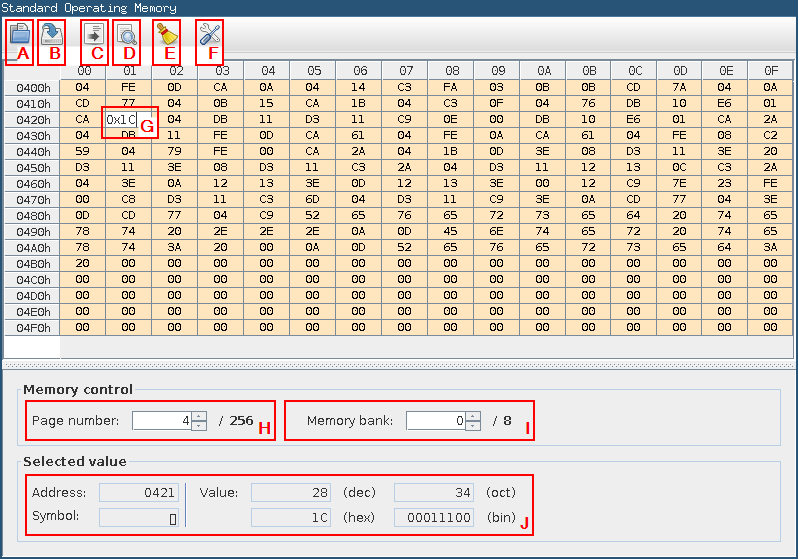 Standard Operating Memory
A B C D E F
00 01 02 03 04 05 06 07 08 09 0A 0B 0C 0D 0E 0F
0400h 04 FE 0D CA 0A 04 14 C3 FA 03 0B 0B CD 7A 04 0A
0410h CD 77 04 0B 15 CA 1B 04 C3 0F 04 76 DB 10 E6 01
0420h CA 0x1C 04 DB 11 D3 11 C9 0E 00 DB 10 E6 01 CA 2A
G
0430h 04 DB 11 FE 0D CA 61 04 FE 0A CA 61 04 FE 08 C2
0440h 59 04 79 FE 00 CA 2A 04 1B 0D 3E 08 D3 11 3E 20
0450h D3 11 3E 08 D3 11 C3 2A 04 D3 11 12 13 0C C3 2A
0460h 04 3E 0A 12 13 3E 0D 12 13 3E 00 12 C9 7E 23 FE
0470h 00 C8 D3 11 C3 6D 04 D3 11 C9 3E 0A CD 77 04 3E
0480h 0D CD 77 04 C9 52 65 76 65 72 73 65 64 20 74 65
0490h 78 74 20 2E 2E 2E 0A 0D 45 6E 74 65 72 20 74 65
04A0h 78 74 3A 20 00 0A 0D 52 65 76 65 72 73 65 64 3A
04B0h 20 00 00 00 00 00 00 00 00 00 00 00 00 00 00 00
04C0h 00 00 00 00 00 00 00 00 00 00 00 00 00 00 00 00
04D0h 00 00 00 00 00 00 00 00 00 00 00 00 00 00 00 00
04E0h 00 00 00 00 00 00 00 00 00 00 00 00 00 00 00 00
04F0h 00 00 00 00 00 00 00 00 00 00 00 00 00 00 00 00
Memory control
Page number: 4 / 256 H Memory bank: 0 / 8 I
Selected value
Address: 0421 Value: 28 (dec) 34 (oct)
Symbol: 1C (hex) 00011100 (bin) J